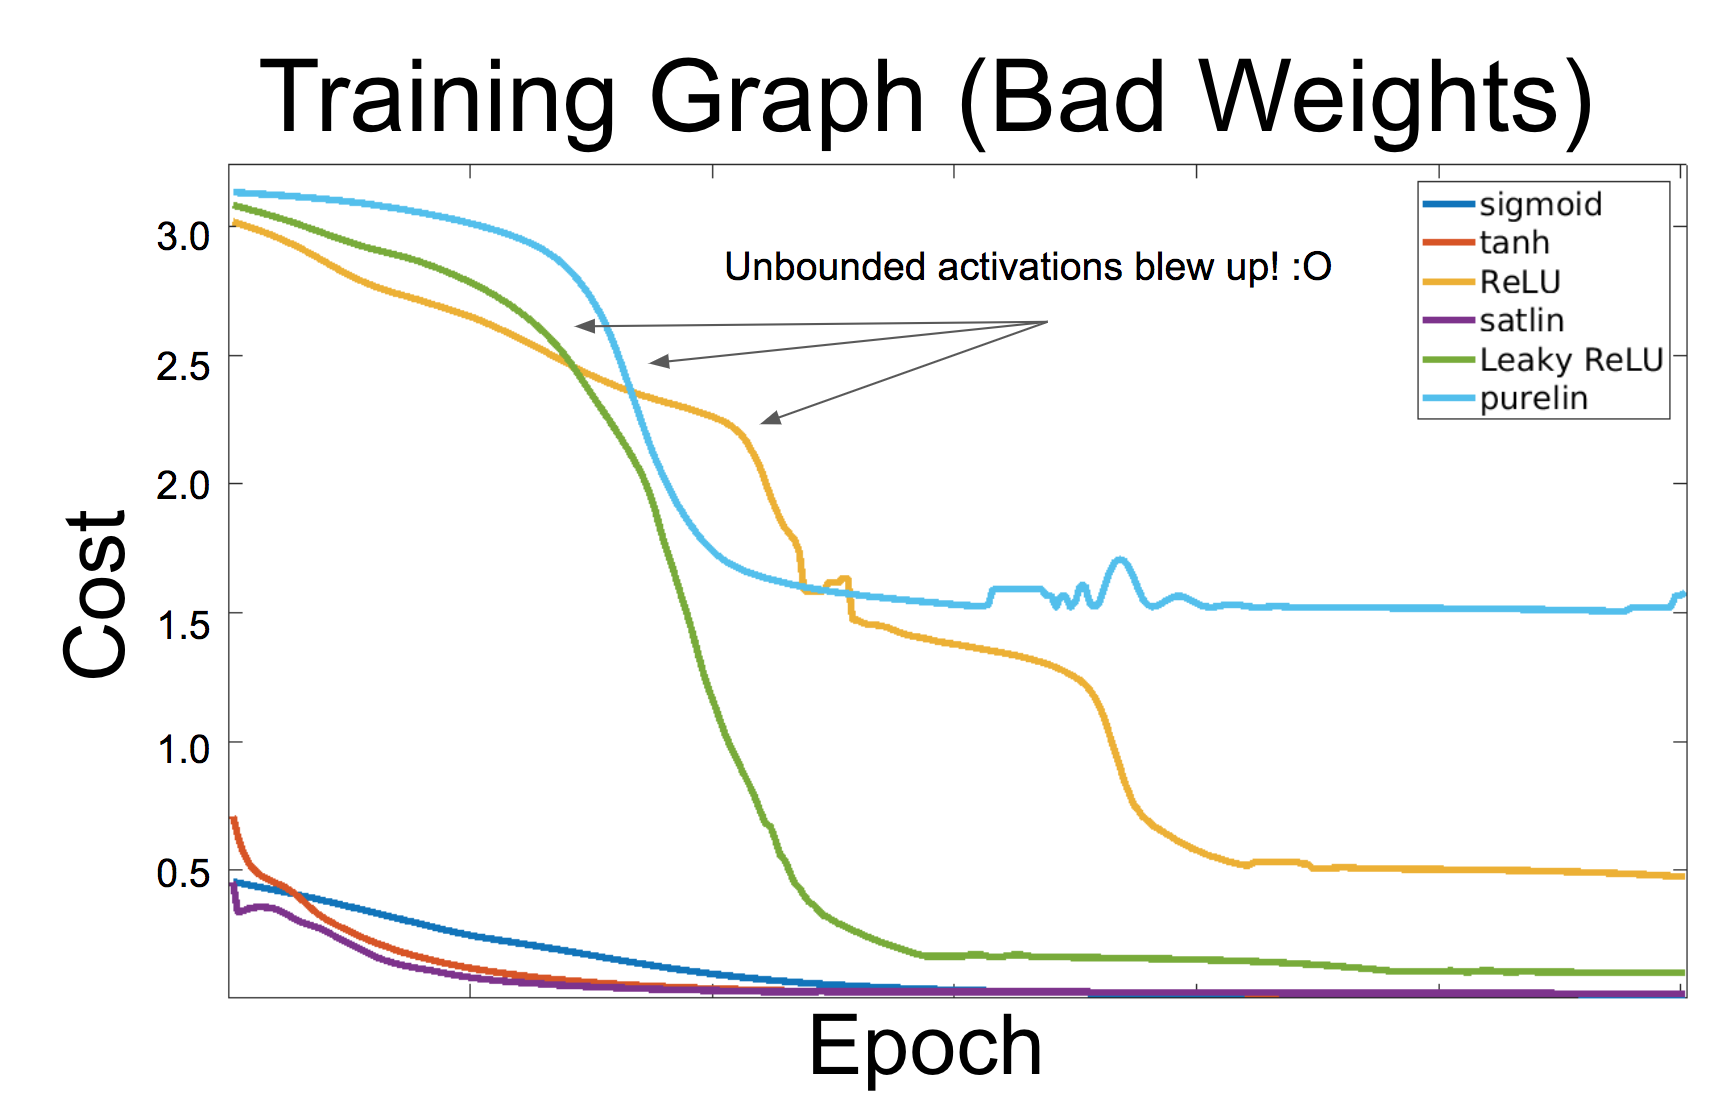 Training Graph (Bad Weights)
3.0
2.5
2.0
1.5
1.0
0.5
Cost
Epoch
Unbounded activations blew up! :O
sigmoid
tanh
ReLU
satlin
Leaky ReLU
purelin